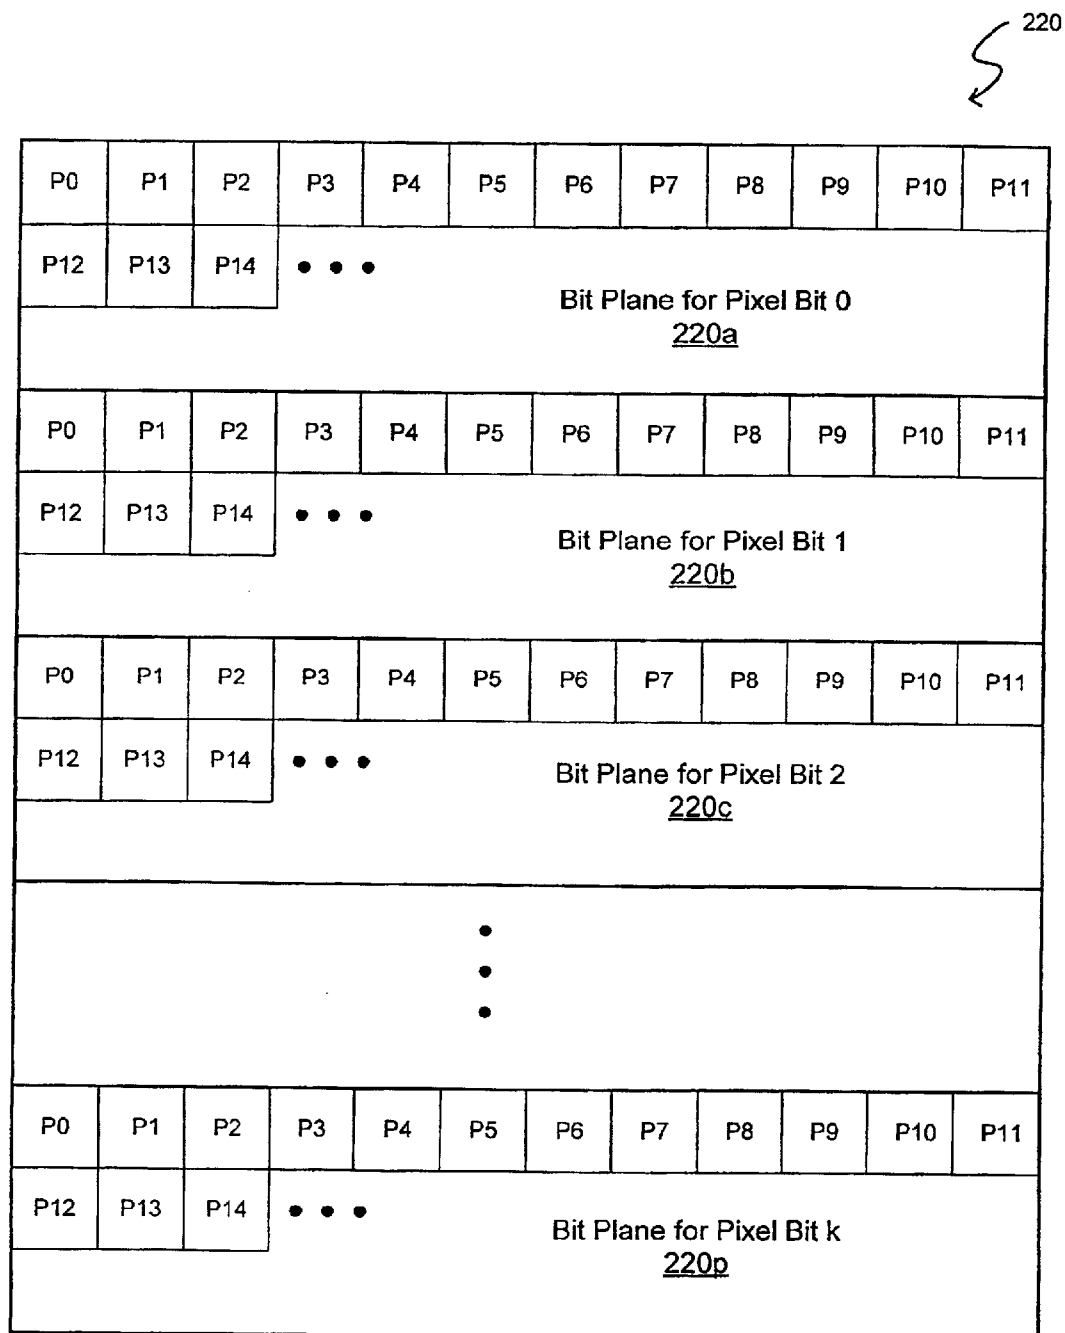 220
P0 P1 P2 P3 P4 P5 P6 P7 P8 P9 P10 P11
P12 P13 P14 • • •
Bit Plane for Pixel Bit 0
220a
P0 P1 P2 P3 P4 P5 P6 P7 P8 P9 P10 P11
P12 P13 P14 • • •
Bit Plane for Pixel Bit 1
220b
P0 P1 P2 P3 P4 P5 P6 P7 P8 P9 P10 P11
P12 P13 P14 • • •
Bit Plane for Pixel Bit 2
220c
P0 P1 P2 P3 P4 P5 P6 P7 P8 P9 P10 P11
P12 P13 P14 • • •
Bit Plane for Pixel Bit k
220p